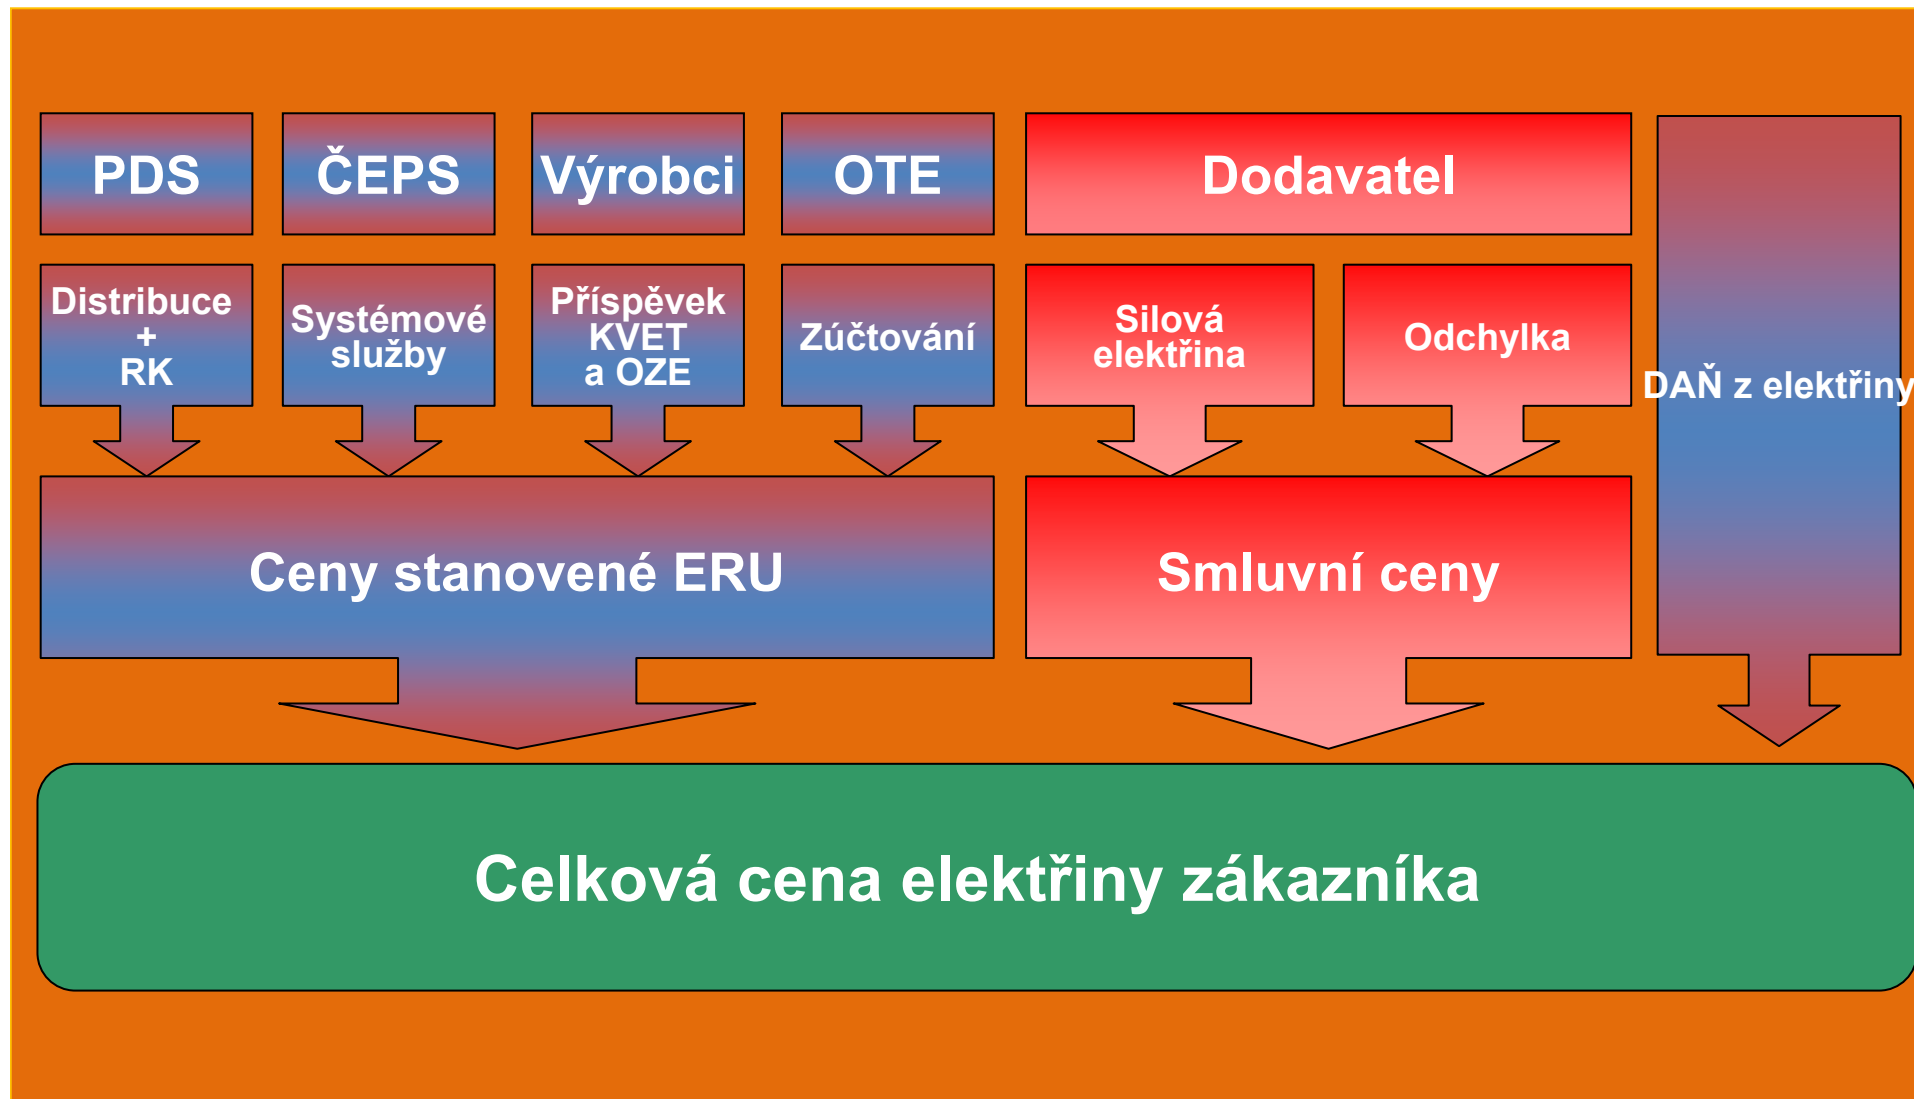 PDS
ČEPS
Výrobci
OTE
Dodavatel
Distribuce
+
RK
Systémové
služby
Příspěvek
KVET
a OZE
Zúčtování
Silová
elektřina
Odchylka
DAŇ z elektřiny
Ceny stanovené ERU
Smluvní ceny
Celková cena elektřiny zákazníka